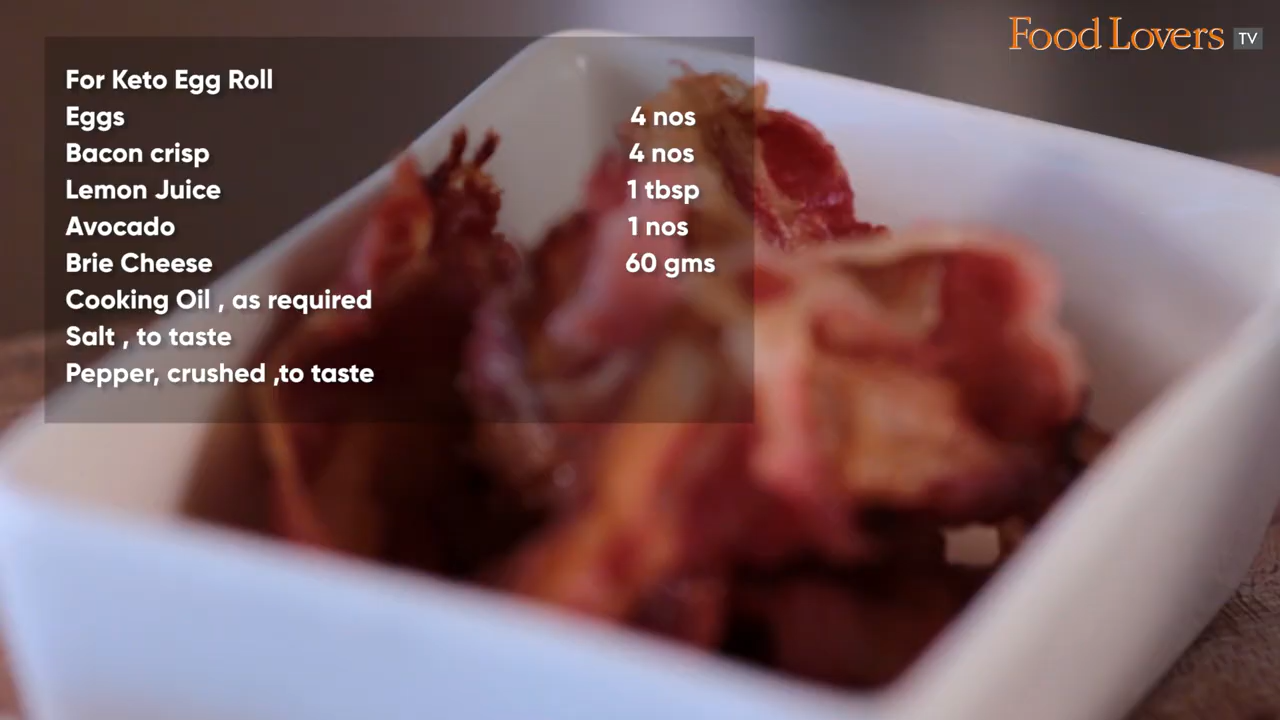 Food Lovers TV
For Keto Egg Roll
Eggs 4 nos
Bacon crisp 4 nos
Lemon Juice 1 tbsp
Avocado 1 nos
Brie Cheese 60 gms
Cooking Oil , as required
Salt , to taste
Pepper, crushed ,to taste